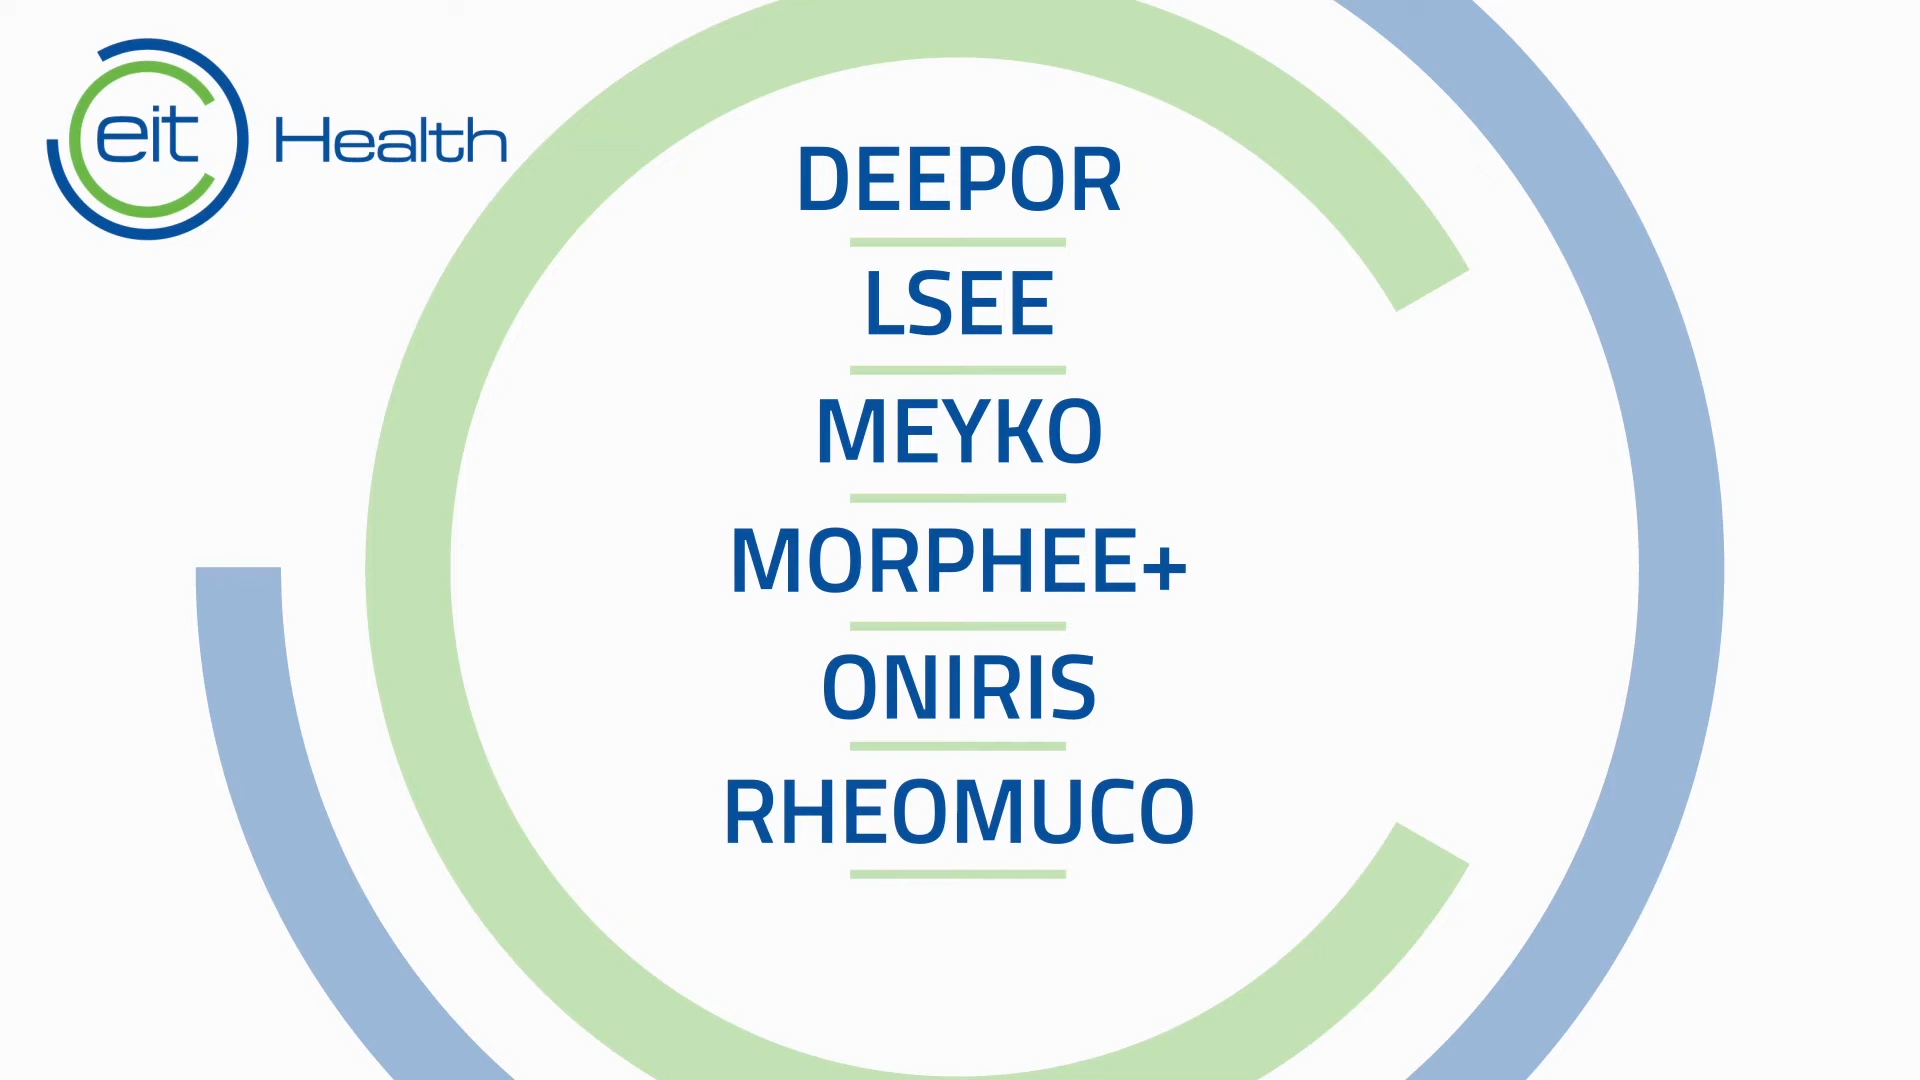 eit Health
DEEPOR
LSEE
MEYKO
MORPHEE+
ONIRIS
RHEOMUCO